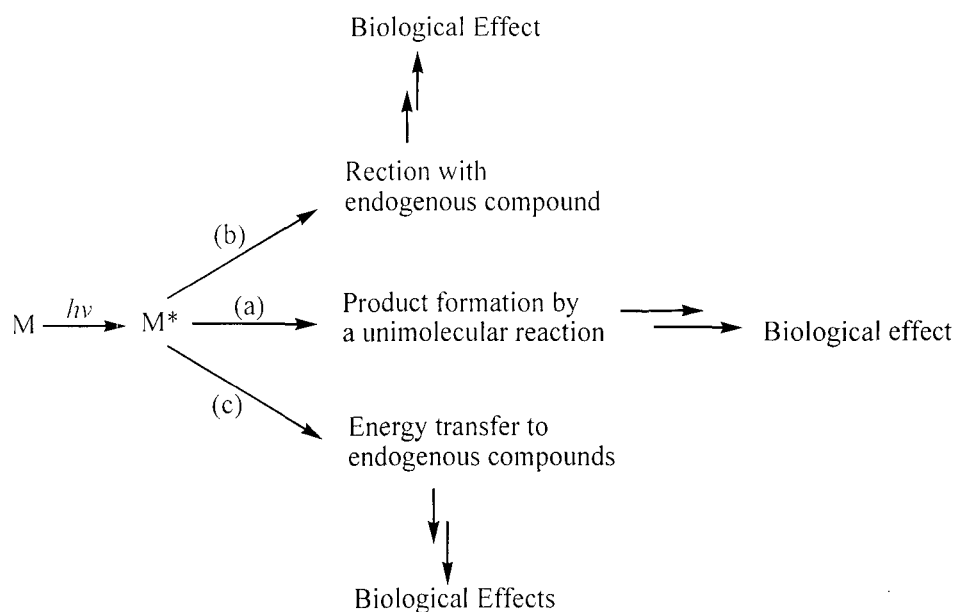 Biological Effect
Rection with
endogenous compound
(b)
M hν M* (a) Product formation by
a unimolecular reaction
Biological effect
(c)
Energy transfer to
endogenous compounds
Biological Effects